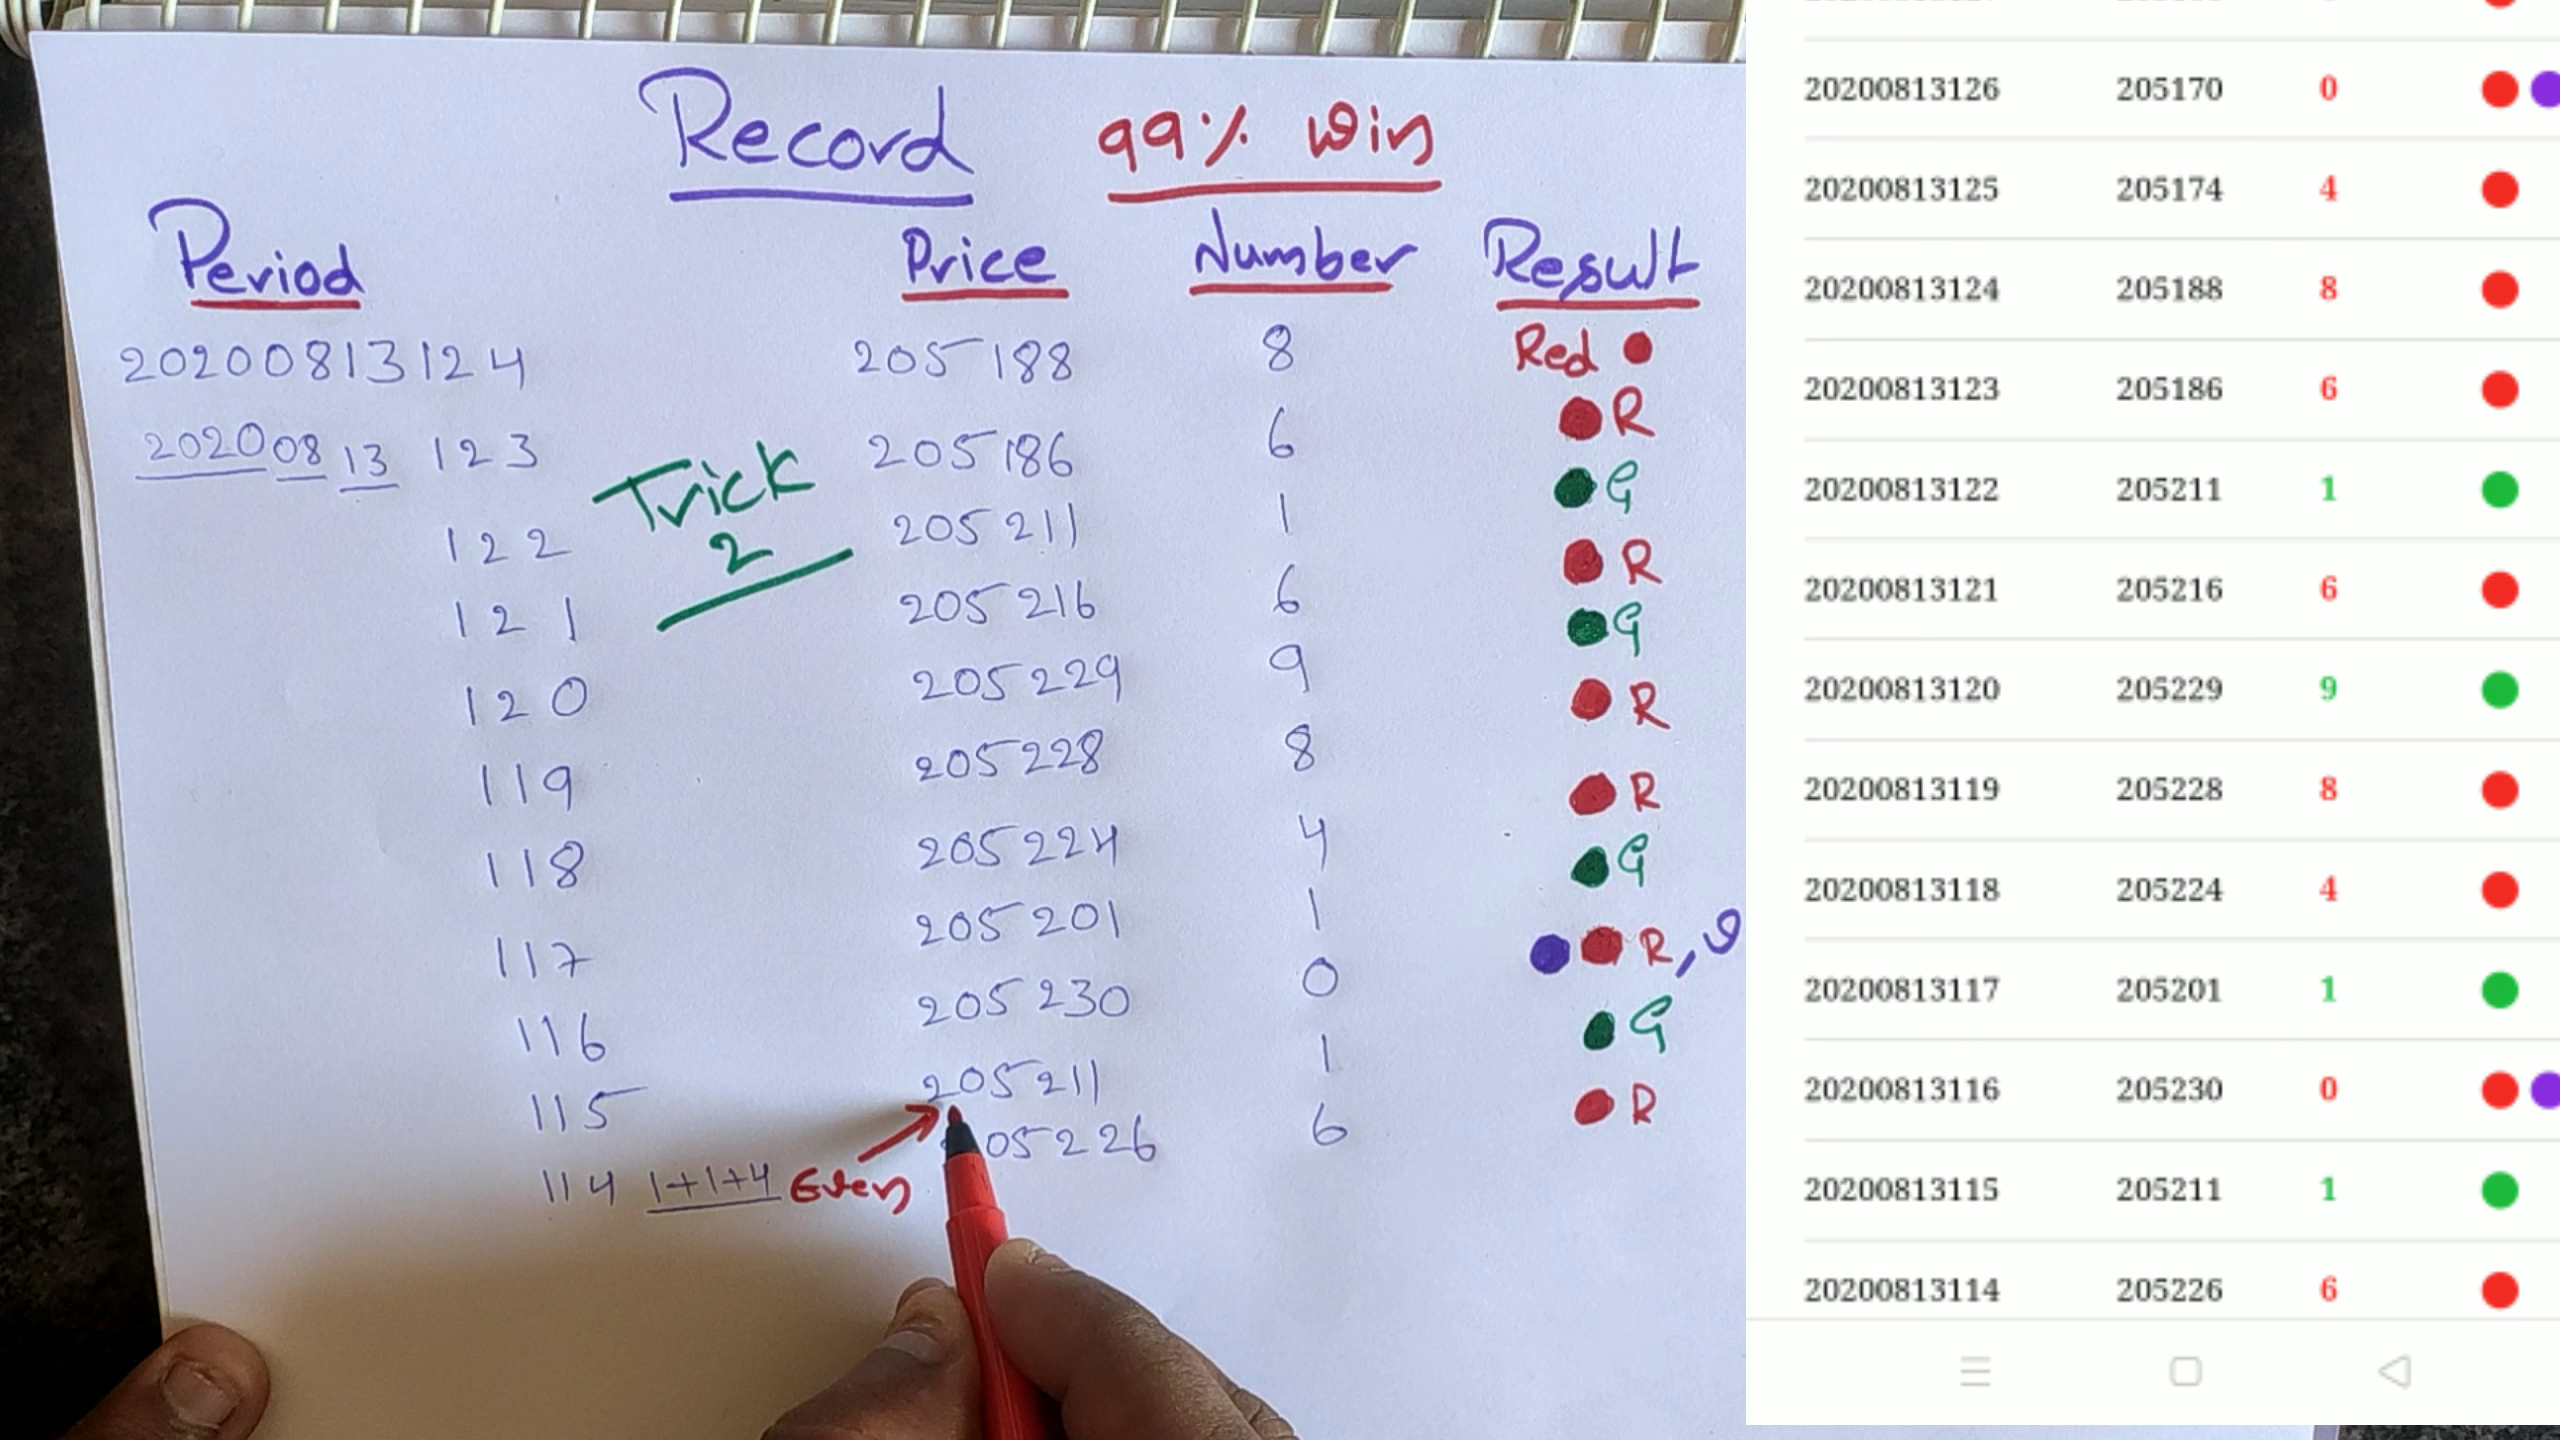 Record 99% Win
Period Price Number Result
20200813124 205188 8 Red
20200813 123 205186 6 R
Trick
2
122 205211 1 G
121 205216 6 R
120 205229 9 G
119 205228 8 R
118 205224 4 R
117 205201 1 G
116 205230 0 R, V
115 205211 1 G
114 1+1+4 Even 05226 6 R
20200813126 205170 0
20200813125 205174 4
20200813124 205188 8
20200813123 205186 6
20200813122 205211 1
20200813121 205216 6
20200813120 205229 9
20200813119 205228 8
20200813118 205224 4
20200813117 205201 1
20200813116 205230 0
20200813115 205211 1
20200813114 205226 6